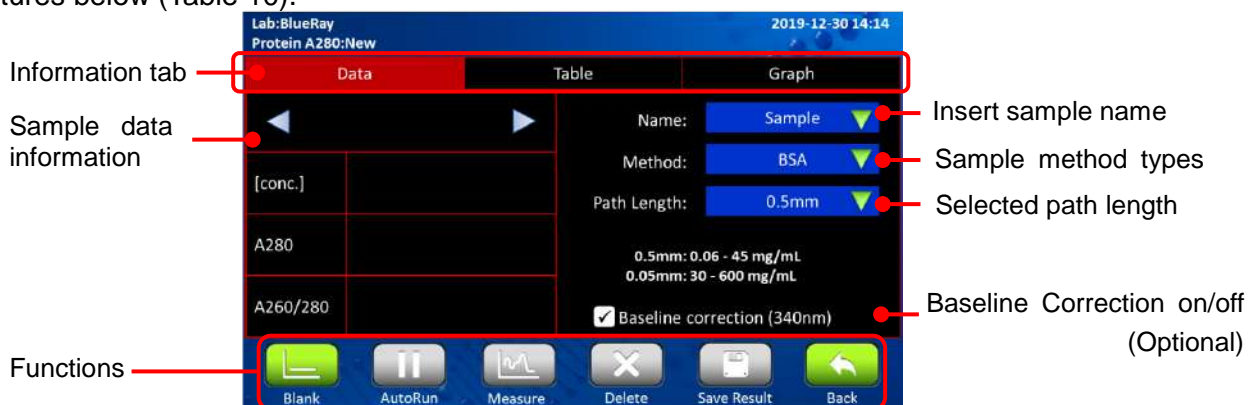 tures below (Table 10).
Lab:BlueRay
2019-12-30 14:14
Protein A280:New
Information tab
Data
Table
Graph
Sample data
information
Name:
Sample
Insert sample name
Method:
BSA
Sample method types
[conc.]
Path Length:
0.5mm
Selected path length
A280
0.5mm: 0.06 - 45 mg/mL
0.05mm: 30 - 600 mg/mL
A260/280
Baseline correction (340nm)
Baseline Correction on/off
(Optional)
Functions
Blank
AutoRun
Measure
Delete
Save Result
Back